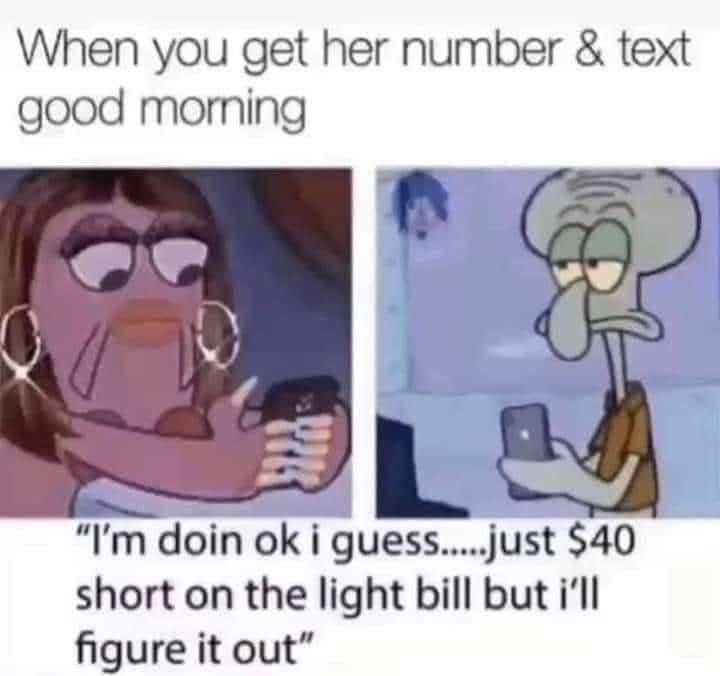 When you get her number & text
good morning
"I'm doin ok i guess.....just $40
short on the light bill but i'll
figure it out"